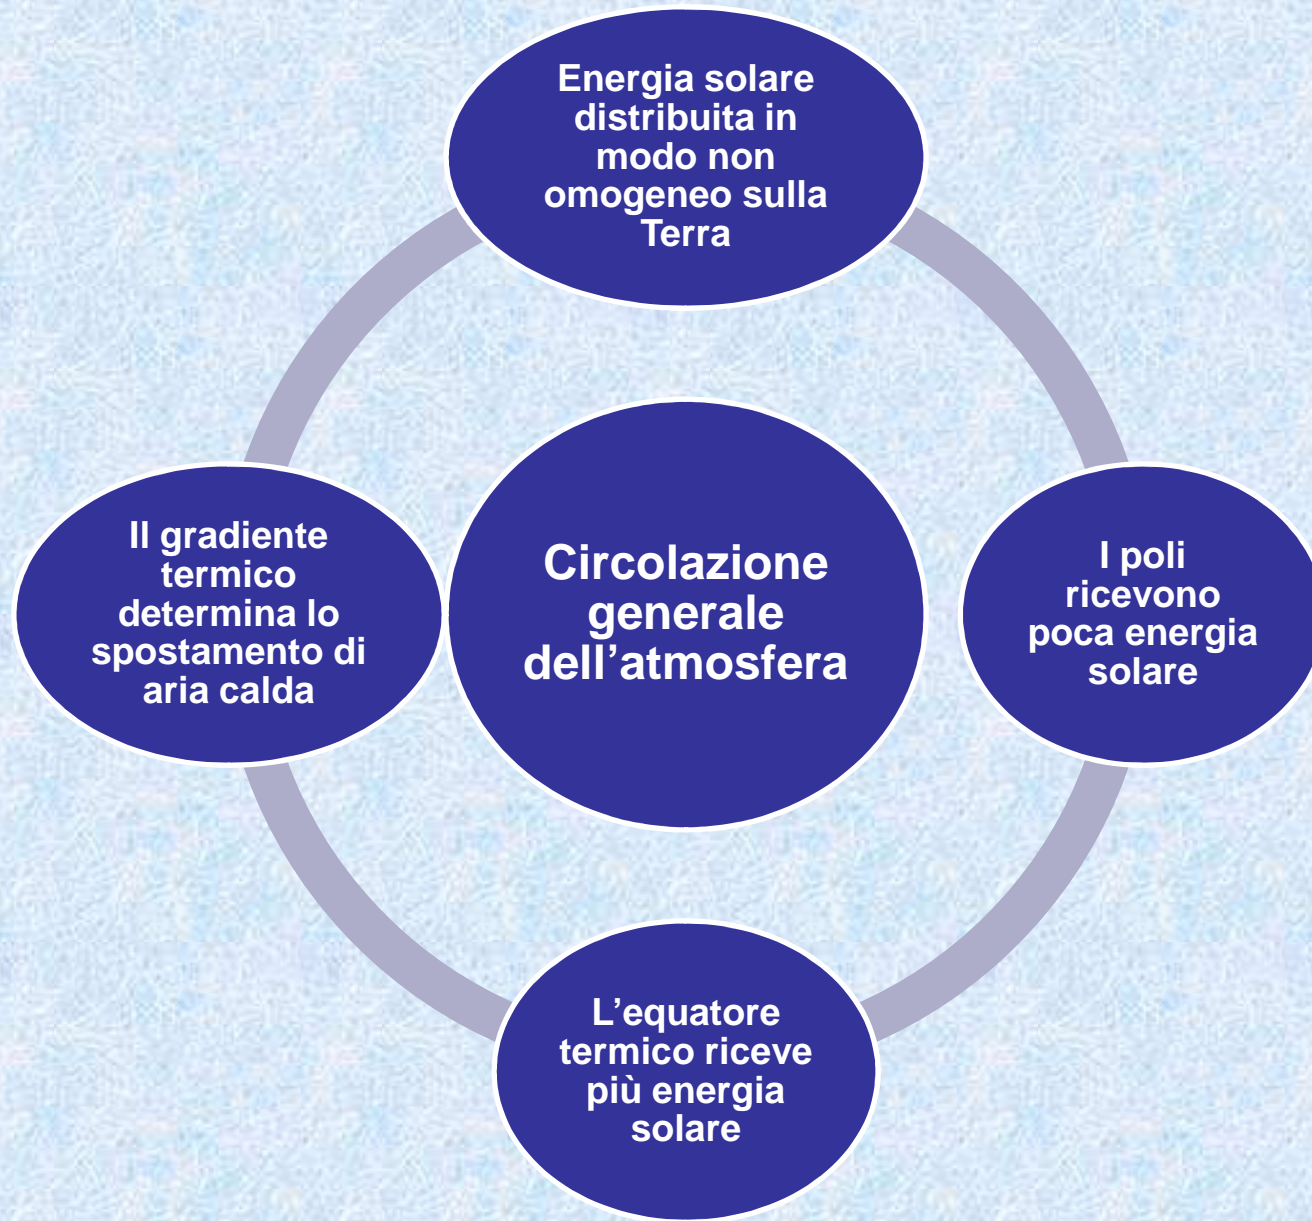 Energia solare
distribuita in
modo non
omogeneo sulla
Terra
Il gradiente
termico
determina lo
spostamento di
aria calda
Circolazione
generale
dell’atmosfera
I poli
ricevono
poca energia
solare
L’equatore
termico riceve
più energia
solare